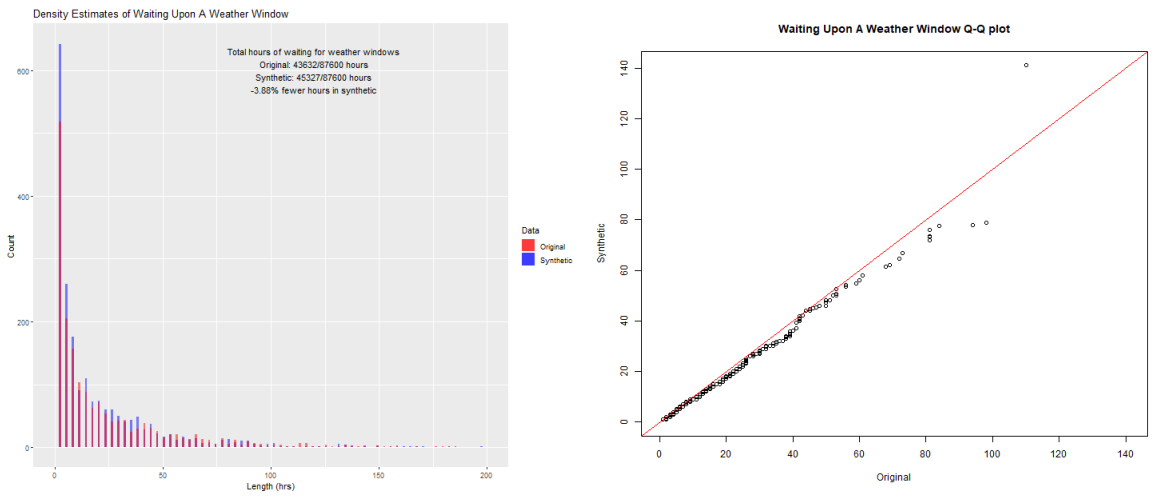 Density Estimates of Waiting Upon A Weather Window
Total hours of waiting for weather windows
Original: 43632/87600 hours
Synthetic: 45327/87600 hours
-3.88% fewer hours in synthetic
600
400
200
0
Count
0 50 100 150 200
Length (hrs)
Data
Original
Synthetic
Waiting Upon A Weather Window Q-Q plot
140
120
100
80
60
40
20
0
Synthetic
0 20 40 60 80 100 120 140
Original